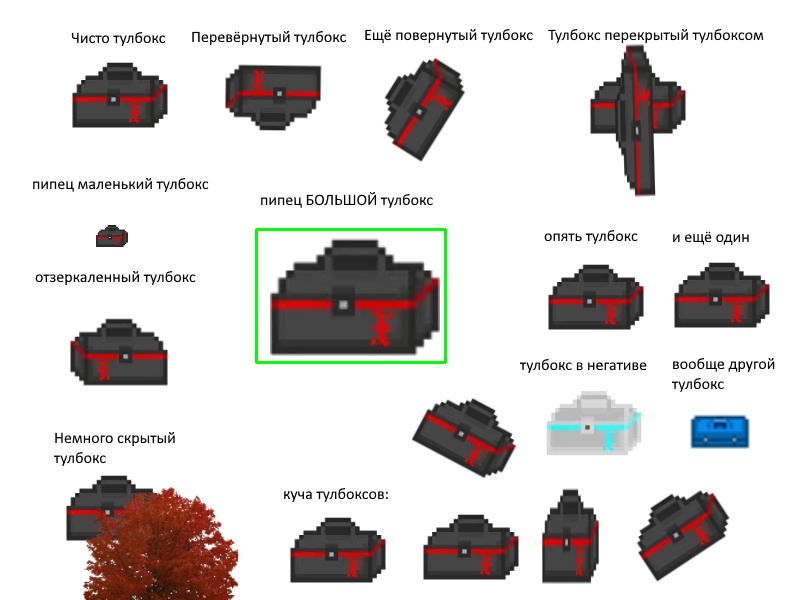 Чисто тулбокс
Перевёрнутый тулбокс
Ещё повернутый тулбокс
Тулбокс перекрытый тулбоксом
пипец маленький тулбокс
пипец БОЛЬШОЙ тулбокс
опять тулбокс
и ещё один
отзеркаленный тулбокс
тулбокс в негативе
вообще другой
тулбокс
Немного скрытый
тулбокс
куча тулбоксов: